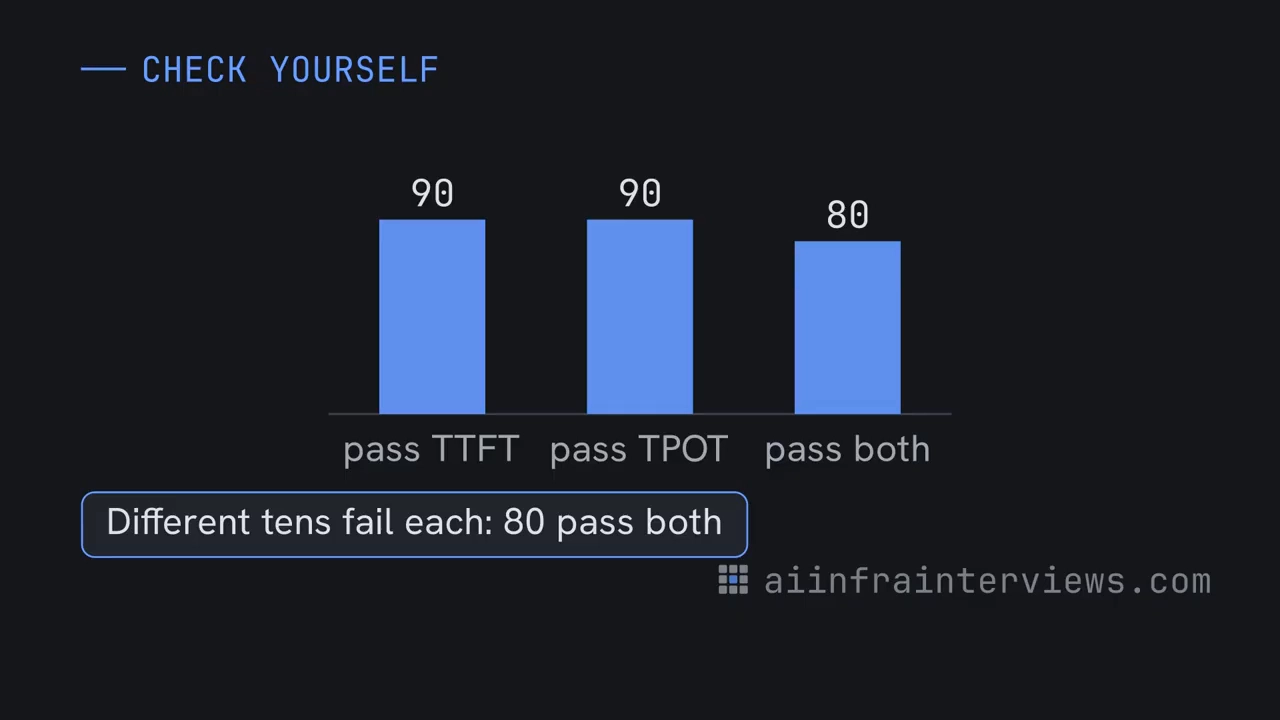 CHECK YOURSELF
90 90 80
pass TTFT pass TPOT pass both
Different tens fail each: 80 pass both
aiinfrainterviews.com